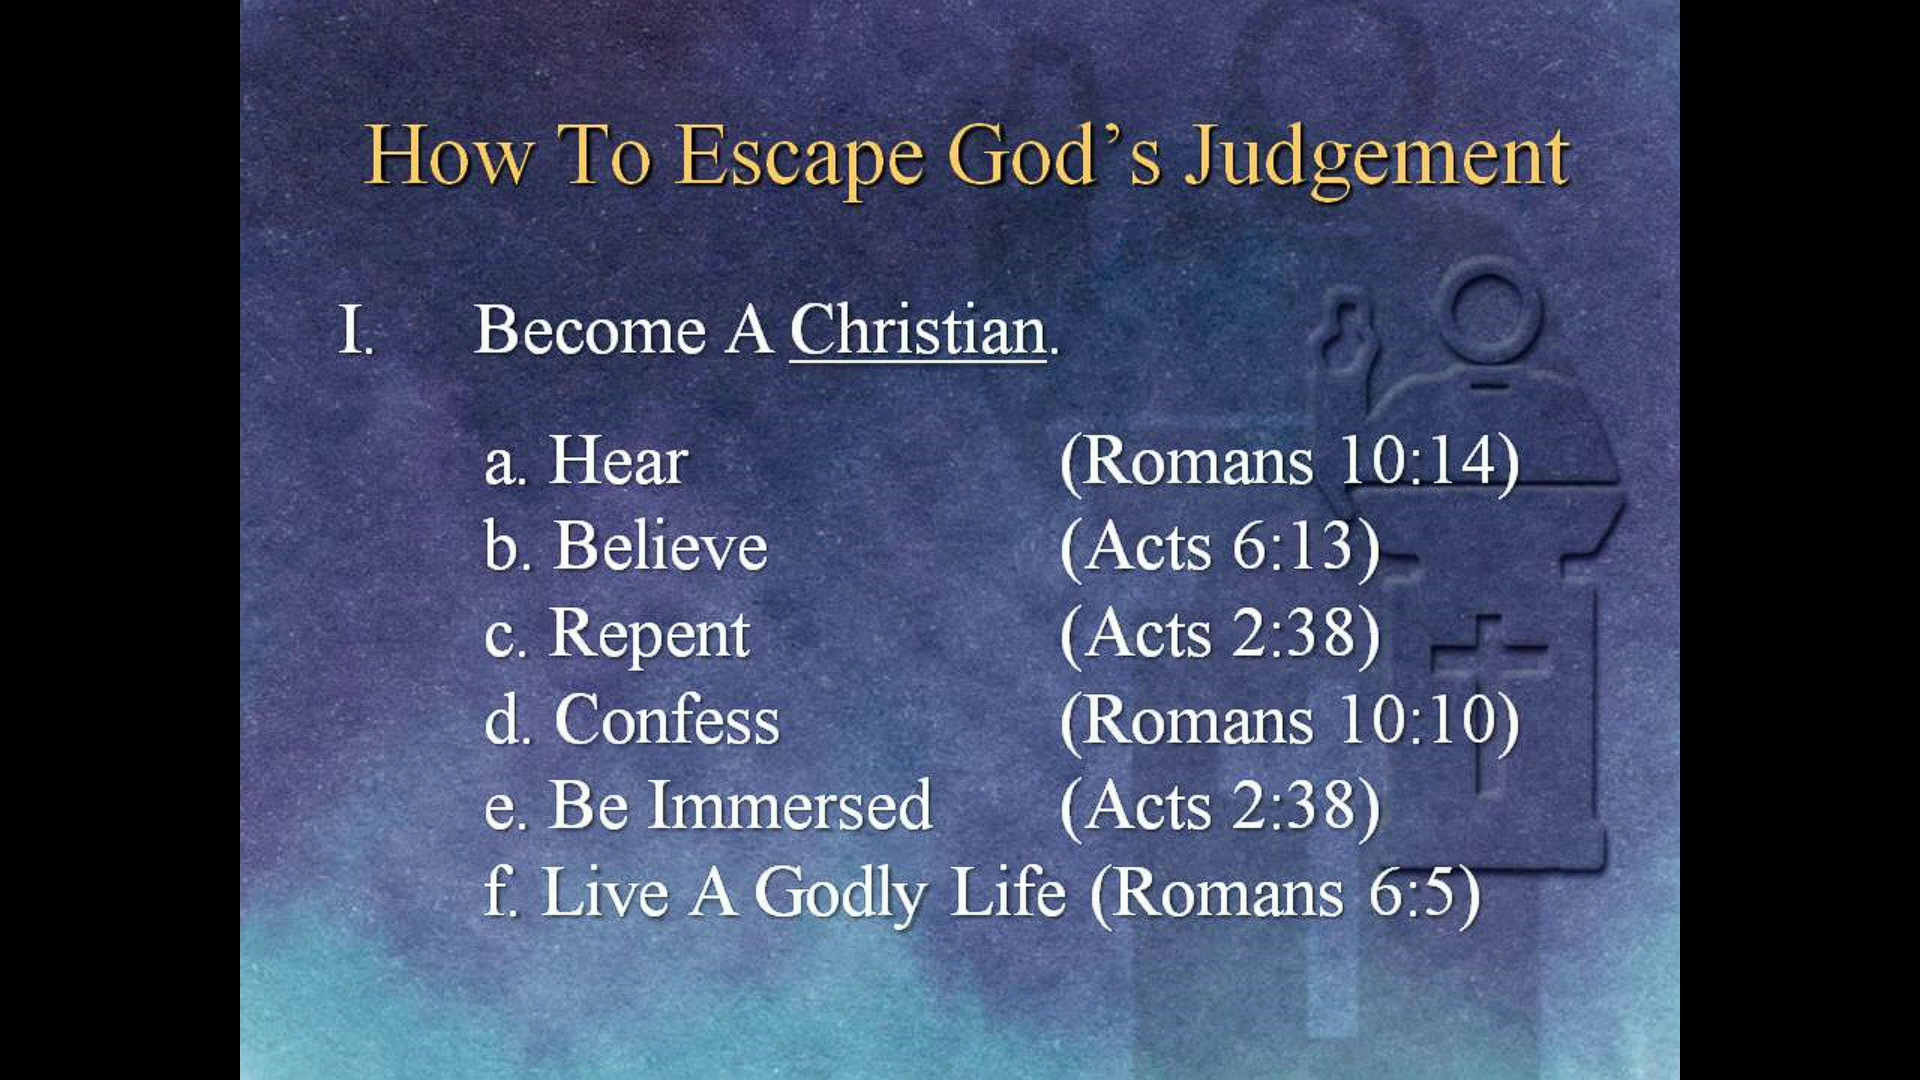 How To Escape God’s Judgement
I. Become A Christian.
a. Hear (Romans 10:14)
b. Believe (Acts 6:13)
c. Repent (Acts 2:38)
d. Confess (Romans 10:10)
e. Be Immersed (Acts 2:38)
f. Live A Godly Life (Romans 6:5)